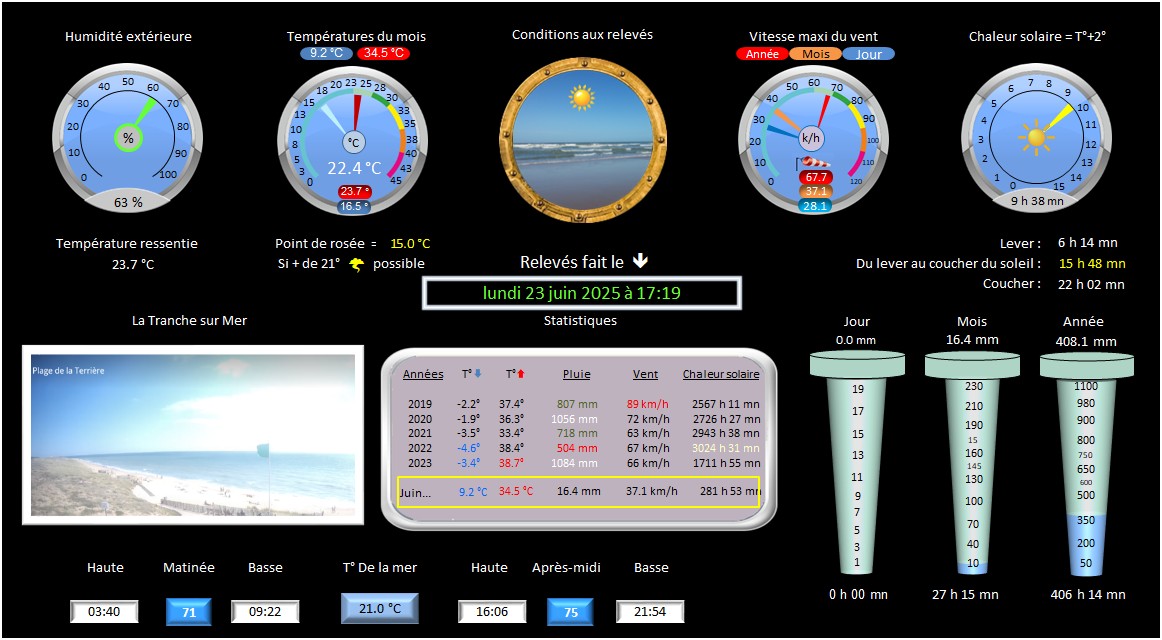 Humidité extérieure
Températures du mois
9.2 °C 34.5 °C
Conditions aux relevés
Vitesse maxi du vent
Année Mois Jour
Chaleur solaire = T°+2°
0 10 20 30 40 50 60 70 80 90 100
%
63 %
0 3 5 8 10 13 15 18 20 23 25 28 30 33 35 38 40 43 45
°C
22.4 °C
23.7 °
16.5 °
0 10 20 30 40 50 60 70 80 90 100 110 120
k/h
67.7
37.1
28.1
0 1 2 3 4 5 6 7 8 9 10 11 12 13 14 15
9 h 38 mn
Température ressentie
23.7 °C
Point de rosée = 15.0 °C
Si + de 21° possible
Relevés fait le
lundi 23 juin 2025 à 17:19
Lever : 6 h 14 mn
Du lever au coucher du soleil : 15 h 48 mn
Coucher : 22 h 02 mn
La Tranche sur Mer
Plage de la Terrière
Statistiques
Années T° T° Pluie Vent Chaleur solaire
2019 -2.2° 37.4° 807 mm 89 km/h 2567 h 11 mn
2020 -1.9° 36.3° 1056 mm 72 km/h 2726 h 27 mn
2021 -3.5° 33.4° 718 mm 63 km/h 2943 h 38 mn
2022 -4.6° 38.4° 504 mm 67 km/h 3024 h 31 mn
2023 -3.4° 38.7° 1084 mm 66 km/h 1711 h 55 mn
Juin... 9.2 °C 34.5 °C 16.4 mm 37.1 km/h 281 h 53 mn
Jour
0.0 mm
19
17
15
13
11
9
7
5
3
1
0 h 00 mn
Mois
16.4 mm
230
210
190
15
160
145
130
100
70
40
10
27 h 15 mn
Année
408.1 mm
1100
980
900
800
750
650
600
500
350
200
50
406 h 14 mn
Haute Matinée Basse
03:40 71 09:22
T° De la mer
21.0 °C
Haute Après-midi Basse
16:06 75 21:54